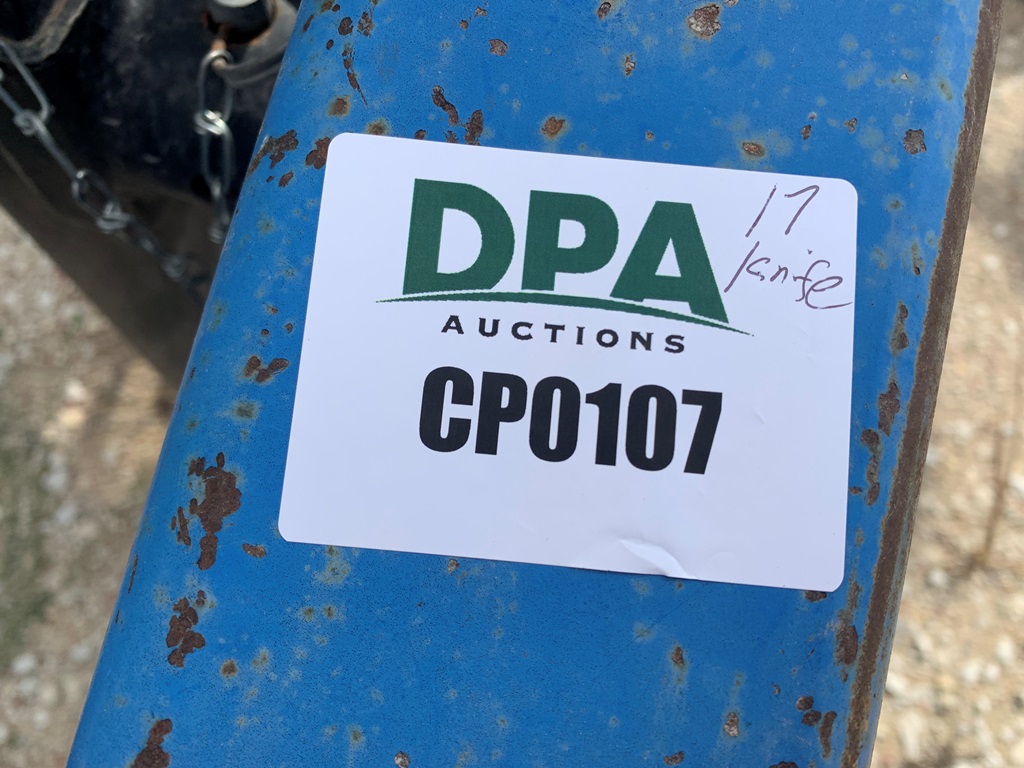 DPA
AUCTIONS
17
knife
CP0107